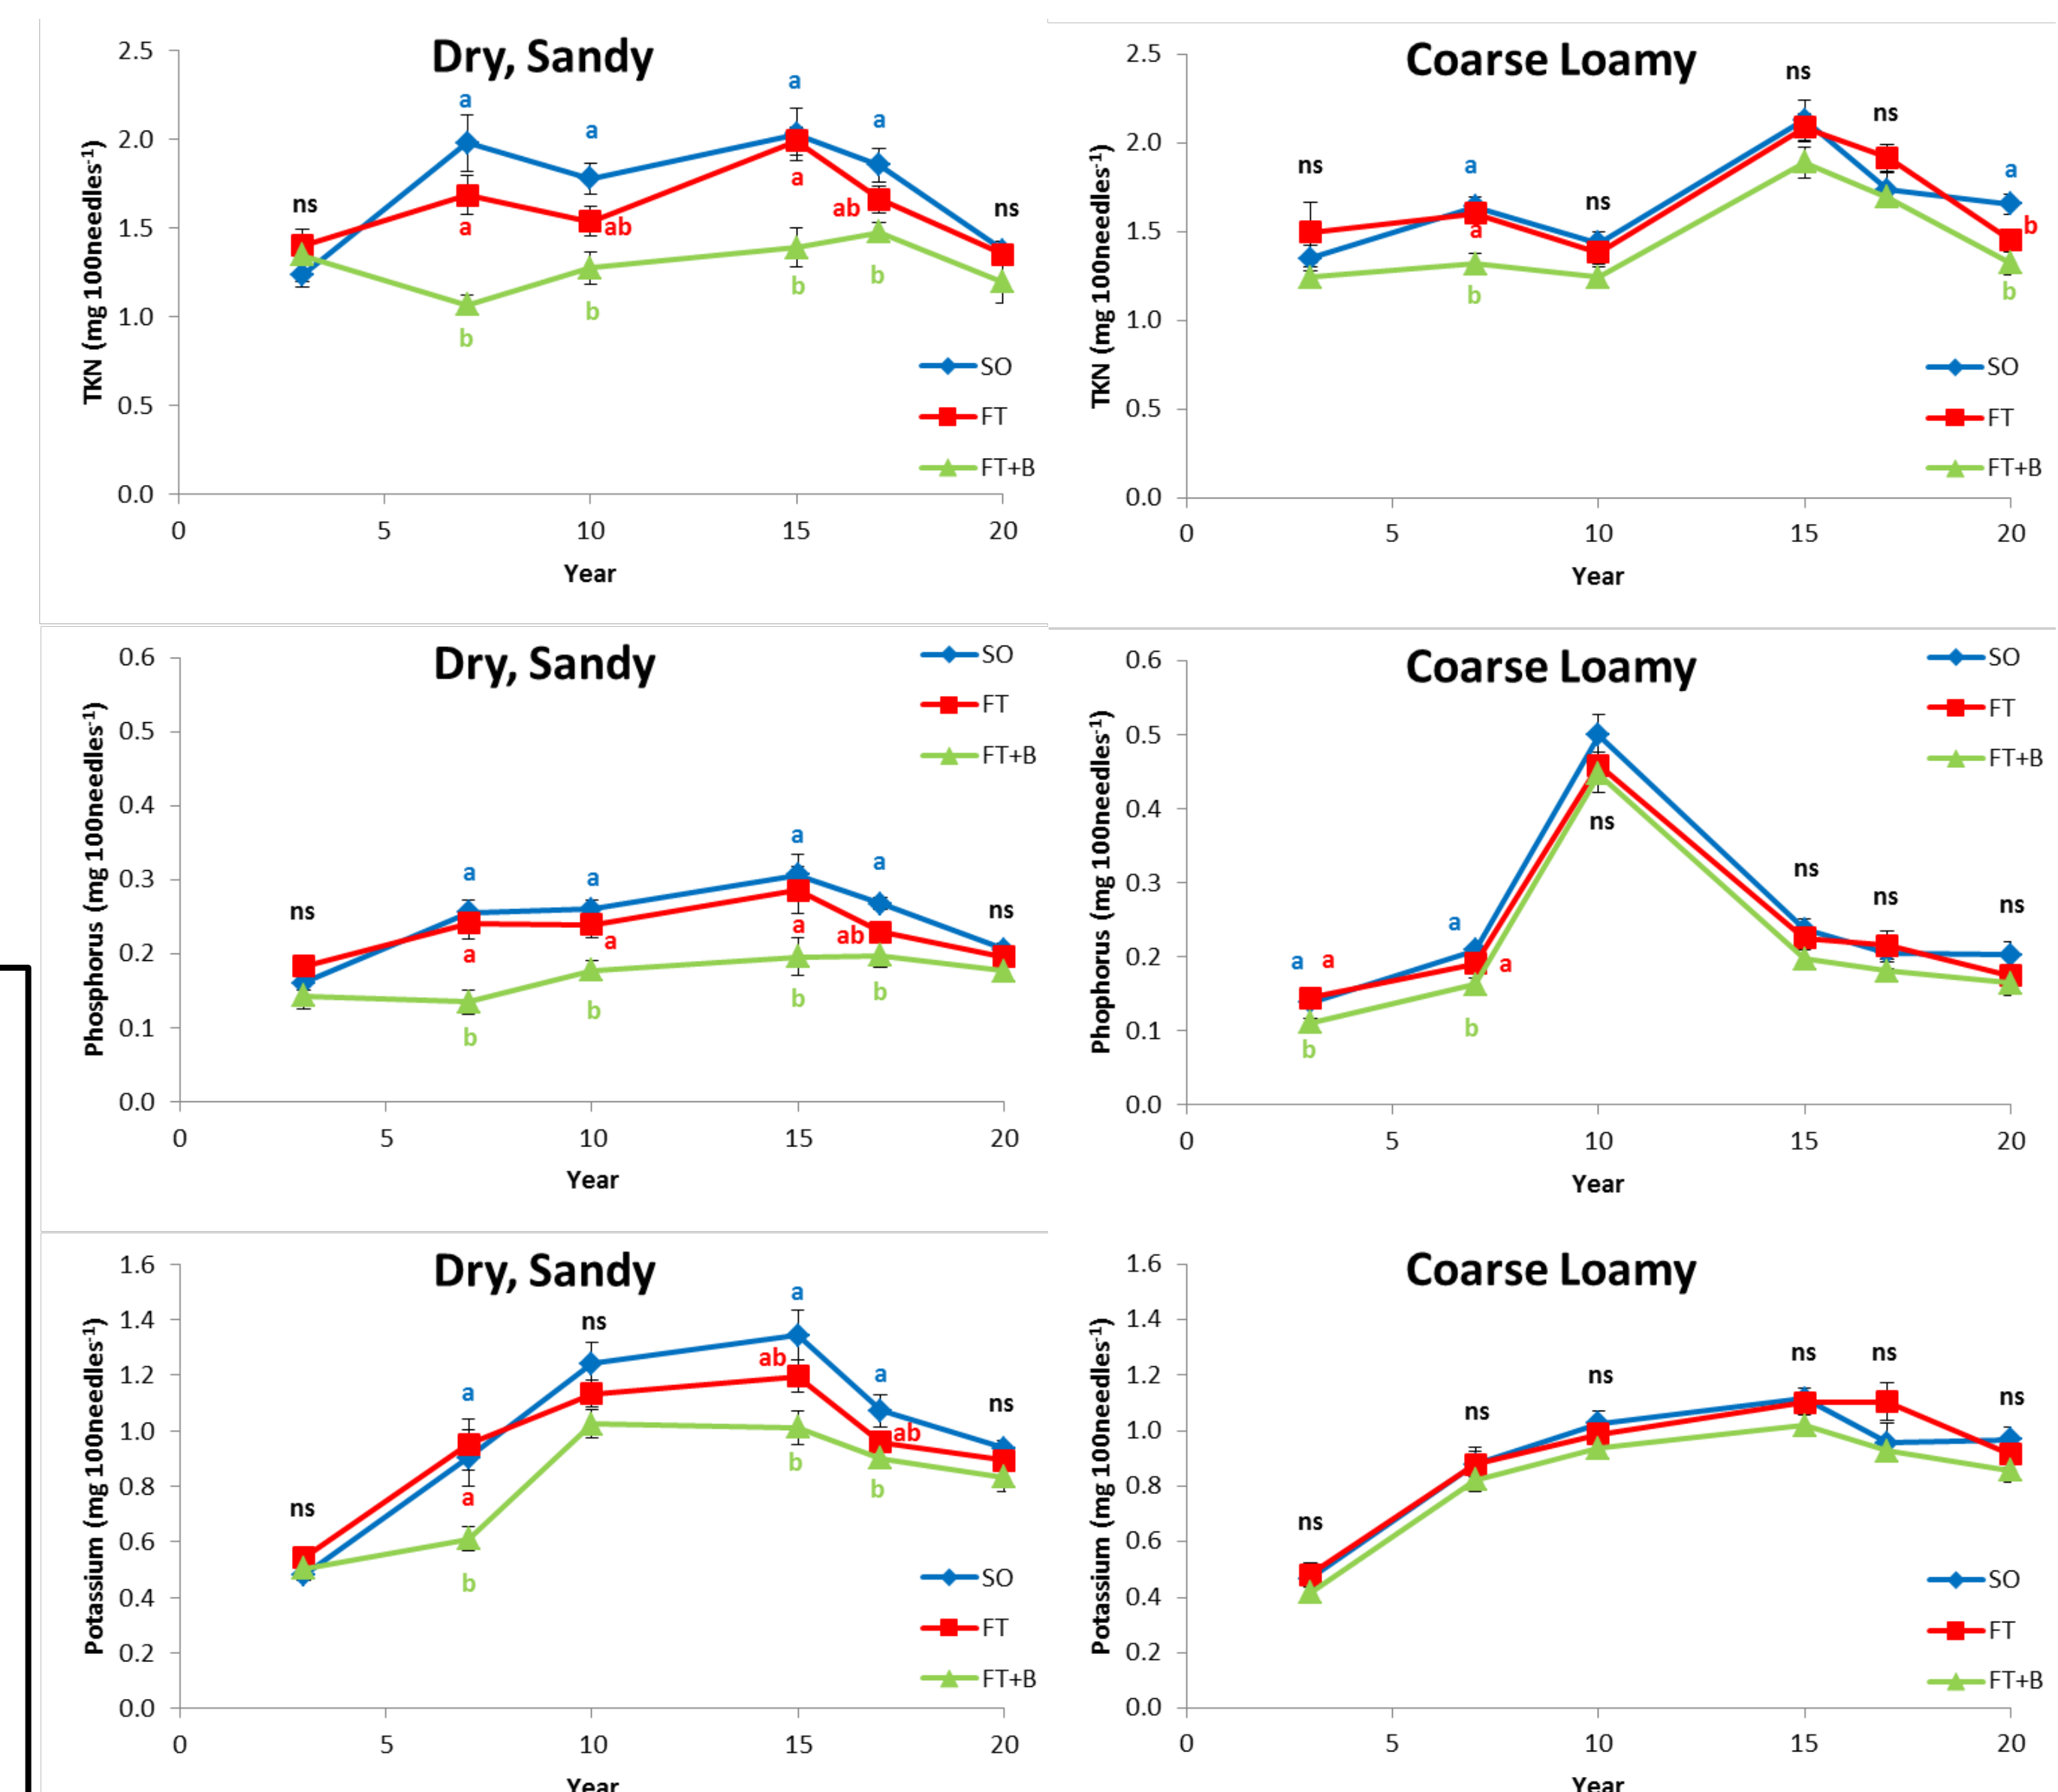 Dry, Sandy
TKN (mg 100needles⁻¹)
2.5
2.0
1.5
1.0
0.5
0.0
ns
a
a
b
a
ab
b
a
a
b
a
ab
b
ns
SO
FT
FT+B
0 5 10 15 20
Year
Coarse Loamy
TKN (mg 100needles⁻¹)
2.5
2.0
1.5
1.0
0.5
0.0
ns
a
a
b
ns
ns
ns
a
b
b
SO
FT
FT+B
0 5 10 15 20
Year
Dry, Sandy
Phosphorus (mg 100needles⁻¹)
0.6
0.5
0.4
0.3
0.2
0.1
0.0
SO
FT
FT+B
ns
a
a
b
a
a
b
a
a
b
a
ab
b
ns
0 5 10 15 20
Year
Coarse Loamy
Phophorus (mg 100needles⁻¹)
0.6
0.5
0.4
0.3
0.2
0.1
0.0
SO
FT
FT+B
a a
b
a
a
b
ns
ns
ns
ns
0 5 10 15 20
Year
Dry, Sandy
Potassium (mg 100needles⁻¹)
1.6
1.4
1.2
1.0
0.8
0.6
0.4
0.2
0.0
ns
a
a
b
ns
a
ab
b
a
ab
b
ns
SO
FT
FT+B
0 5 10 15 20
Year
Coarse Loamy
Potassium (mg 100needles⁻¹)
1.6
1.4
1.2
1.0
0.8
0.6
0.4
0.2
0.0
ns
ns
ns
ns
ns
ns
SO
FT
FT+B
0 5 10 15 20
Year